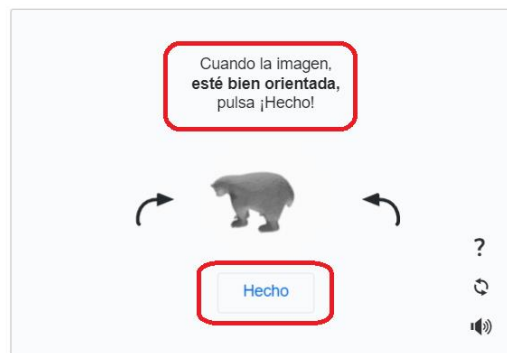 Cuando la imagen,
esté bien orientada,
pulsa ¡Hecho!
?
Hecho